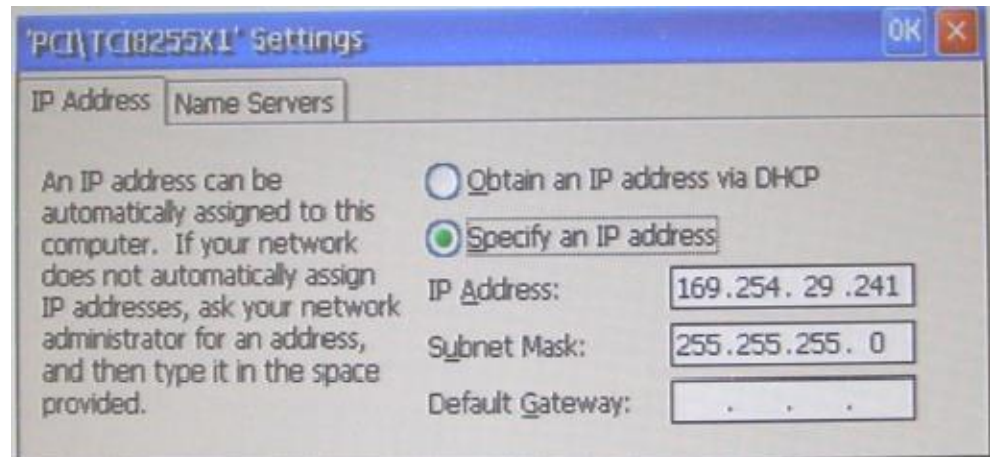 'PCI\TCI8255X1' Settings
OK
IP Address
Name Servers
An IP address can be
automatically assigned to this
computer. If your network
does not automatically assign
IP addresses, ask your network
administrator for an address,
and then type it in the space
provided.
Obtain an IP address via DHCP
Specify an IP address
IP Address: 169.254. 29 .241
Subnet Mask: 255.255.255. 0
Default Gateway: . . .